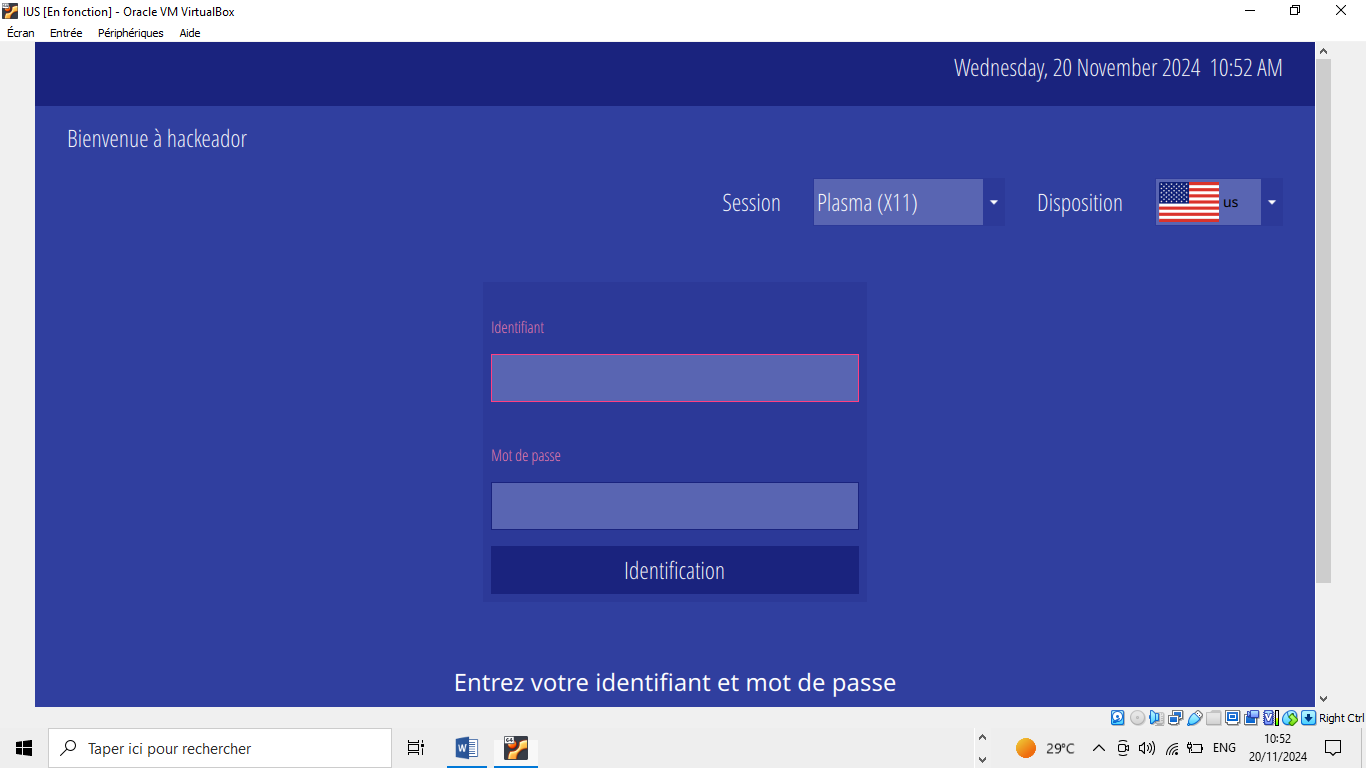 IUS [En fonction] - Oracle VM VirtualBox
Écran Entrée Périphériques Aide
Wednesday, 20 November 2024 10:52 AM
Bienvenue à hackeador
Session Plasma (X11) Disposition us
Identifiant
Mot de passe
Identification
Entrez votre identifiant et mot de passe
Right Ctrl
Taper ici pour rechercher
64
29°C
ENG
10:52
20/11/2024